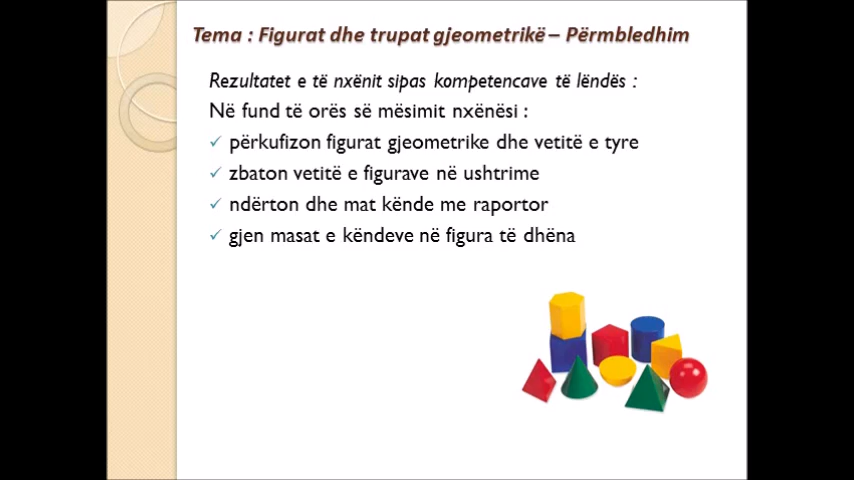 Tema : Figurat dhe trupat gjeometrikë – Përmbledhim
Rezultatet e të nxënit sipas kompetencave të lëndës :
Në fund të orës së mësimit nxënësi :
✓ përkufizon figurat gjeometrike dhe vetitë e tyre
✓ zbaton vetitë e figurave në ushtrime
✓ ndërton dhe mat kënde me raportor
✓ gjen masat e këndeve në figura të dhëna